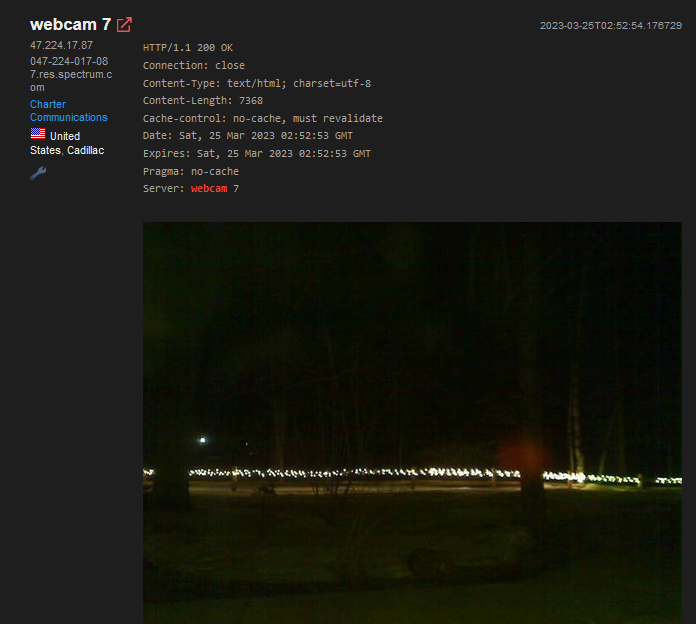 webcam 7
2023-03-25T02:52:54.176729
47.224.17.87
047-224-017-08
7.res.spectrum.c
om
Charter
Communications
United
States, Cadillac
HTTP/1.1 200 OK
Connection: close
Content-Type: text/html; charset=utf-8
Content-Length: 7368
Cache-control: no-cache, must revalidate
Date: Sat, 25 Mar 2023 02:52:53 GMT
Expires: Sat, 25 Mar 2023 02:52:53 GMT
Pragma: no-cache
Server: webcam 7